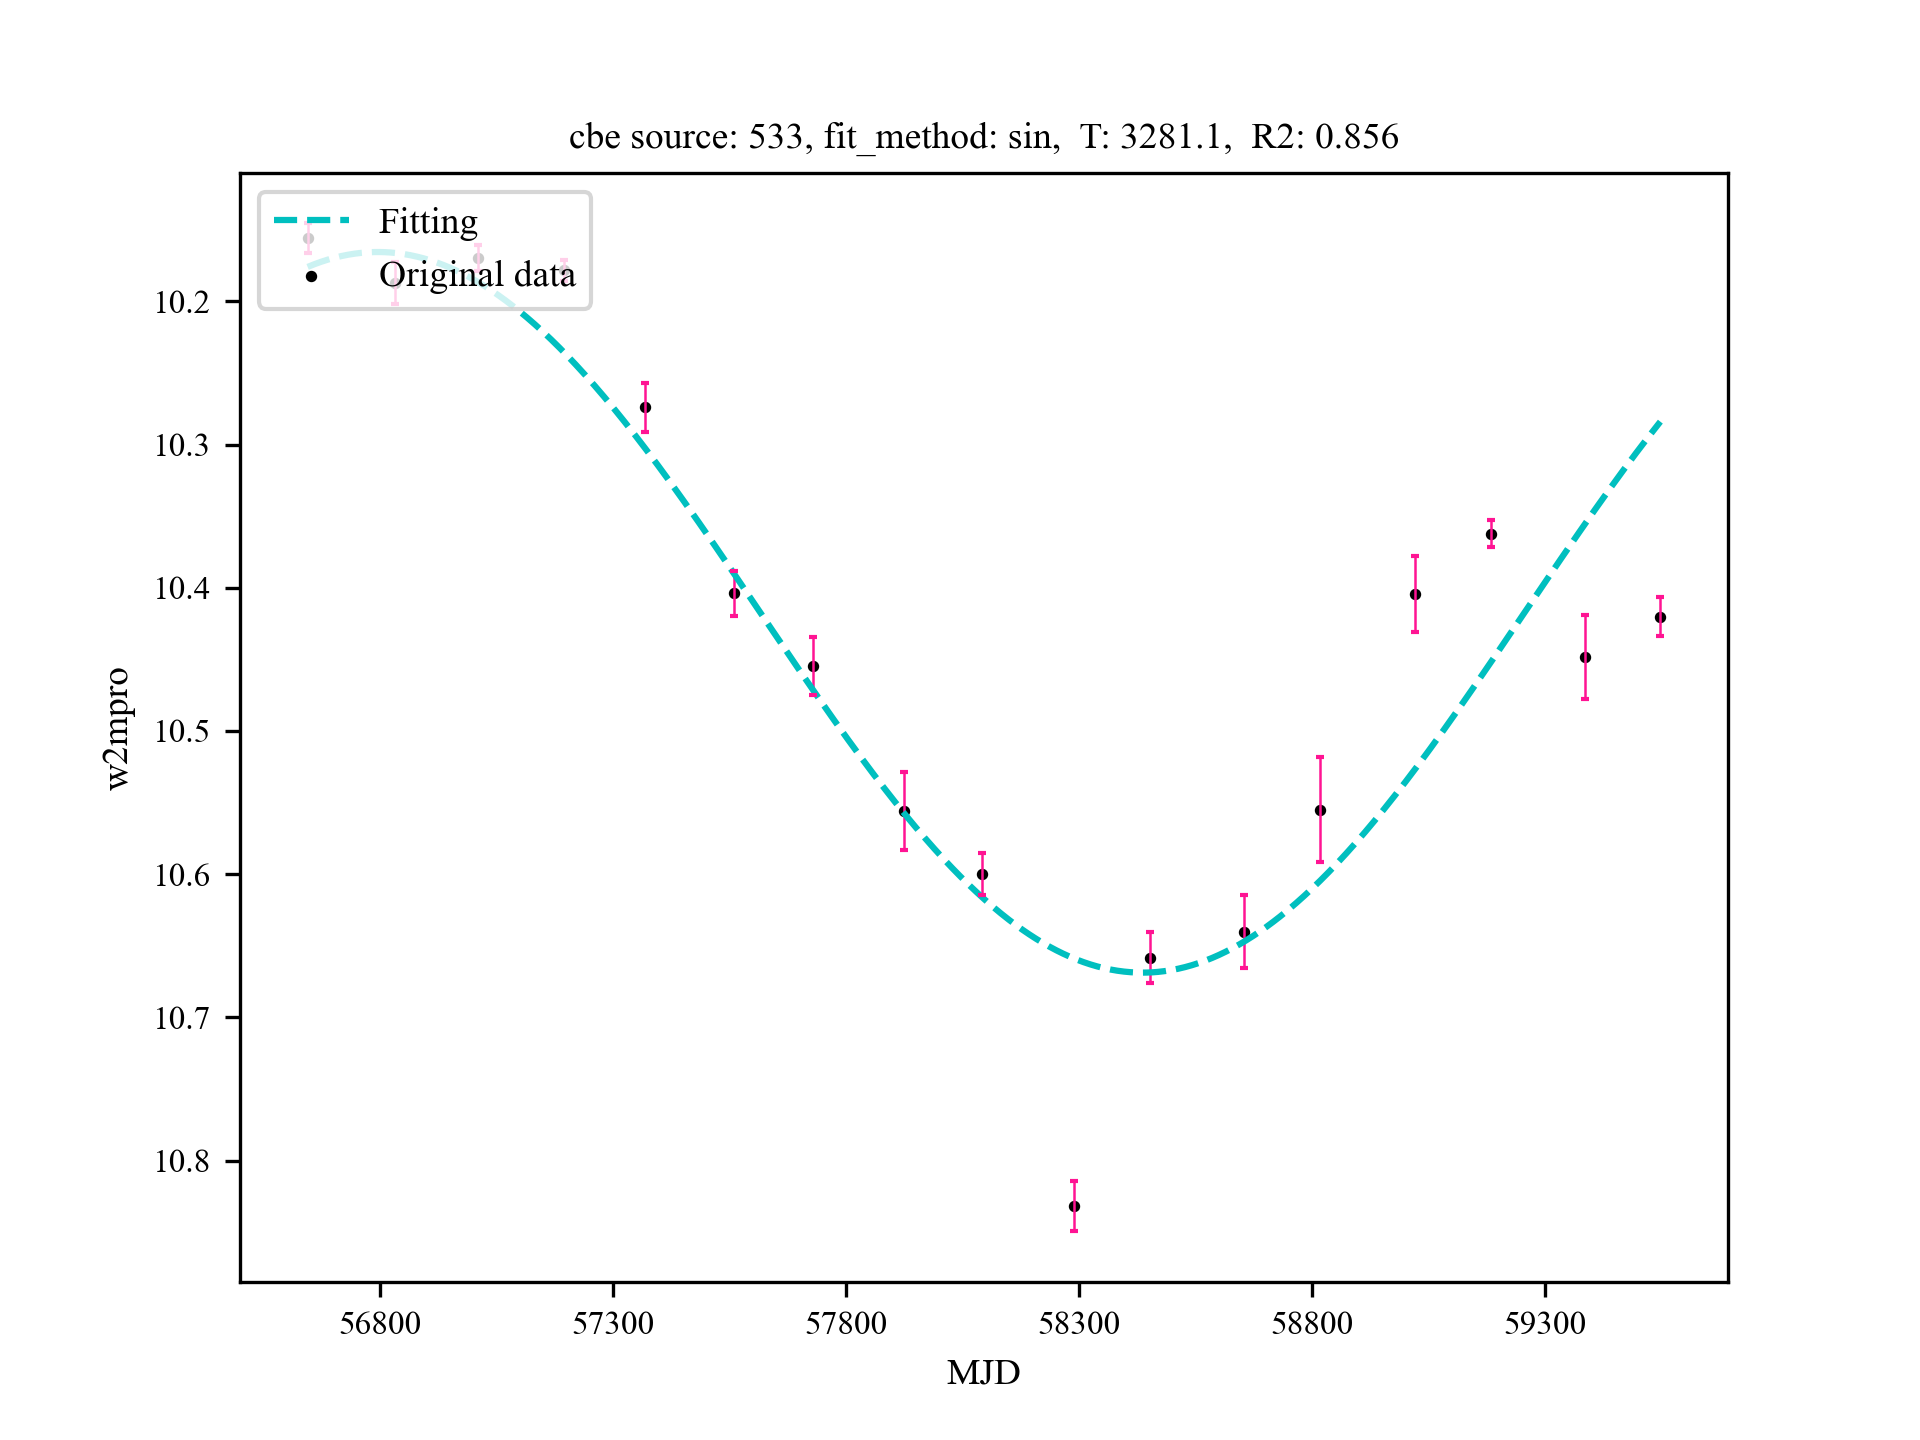 cbe source: 533, fit_method: sin,  T: 3281.1,  R2: 0.856
Fitting
Original data
w2mpro
10.2
10.3
10.4
10.5
10.6
10.7
10.8
56800
57300
57800
58300
58800
59300
MJD